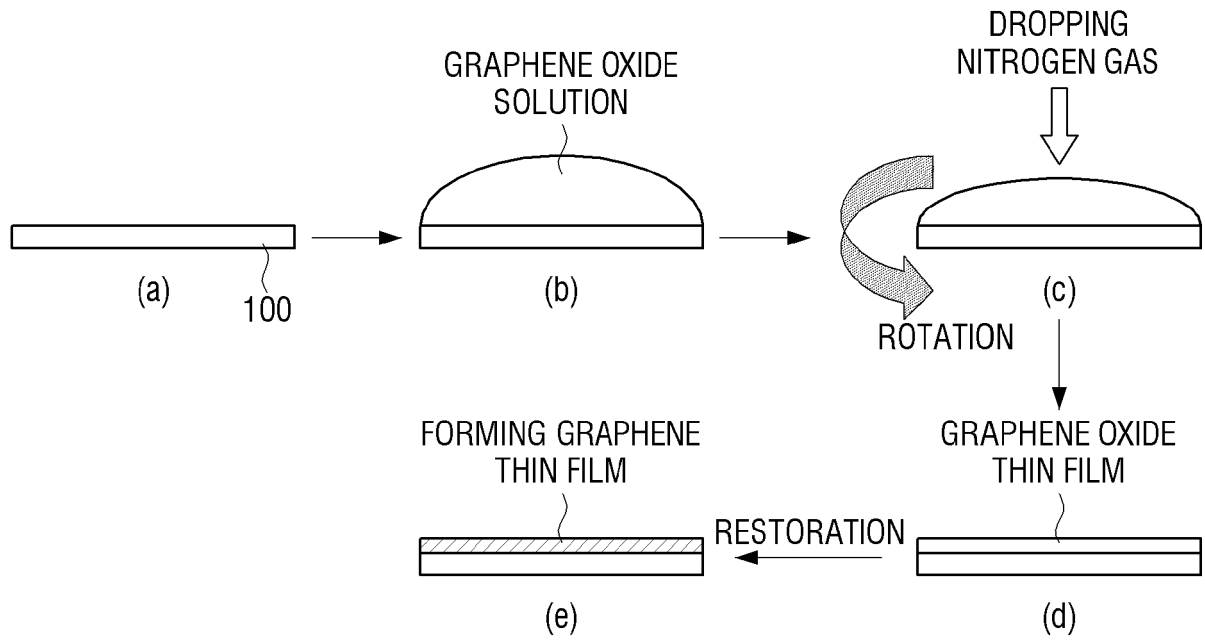 DROPPING
NITROGEN GAS
GRAPHENE OXIDE
SOLUTION
(a)
100
(b)
(c)
ROTATION
FORMING GRAPHENE
THIN FILM
GRAPHENE OXIDE
THIN FILM
RESTORATION
(e)
(d)